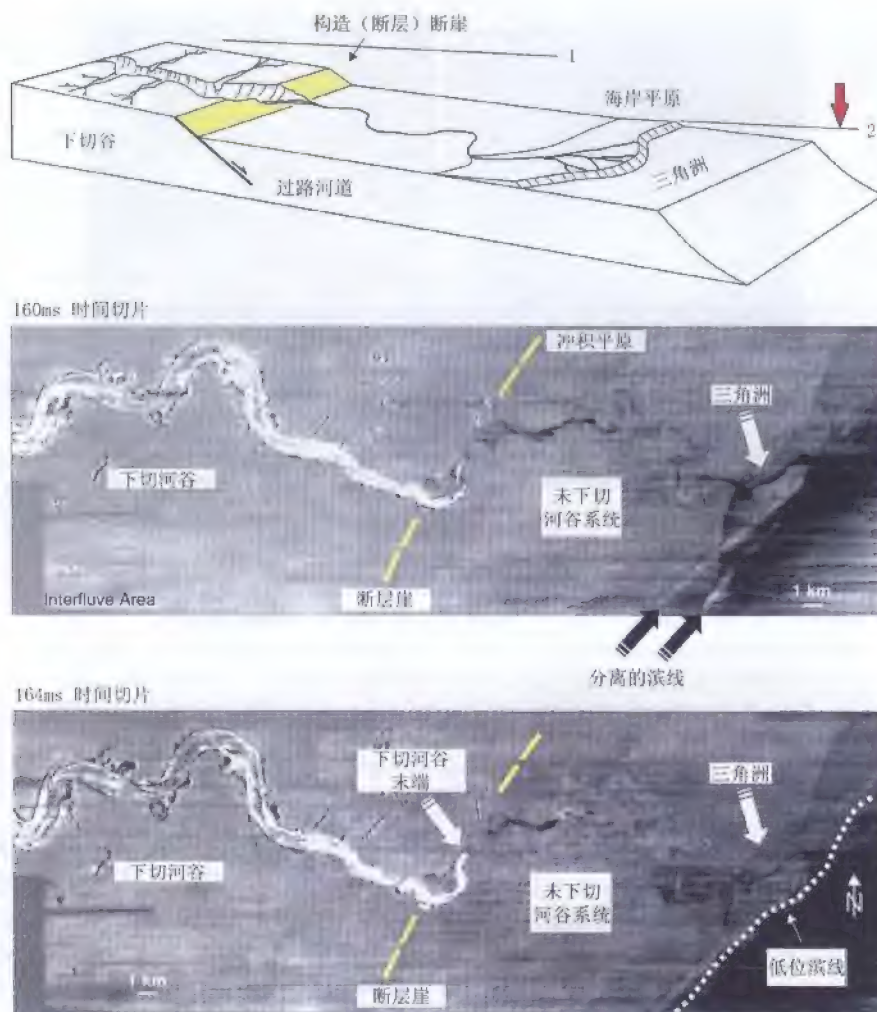 构造（断层）断崖
1
海岸平原
2
下切谷
过路河道
三角洲
160ms 时间切片
冲积平原
三角洲
下切河谷
未下切
河谷系统
断层崖
Interfluve Area
1 km
分离的滨线
164ms 时间切片
下切河谷
末端
三角洲
下切河谷
未下切
河谷系统
N
低位滨线
1 km
断层崖